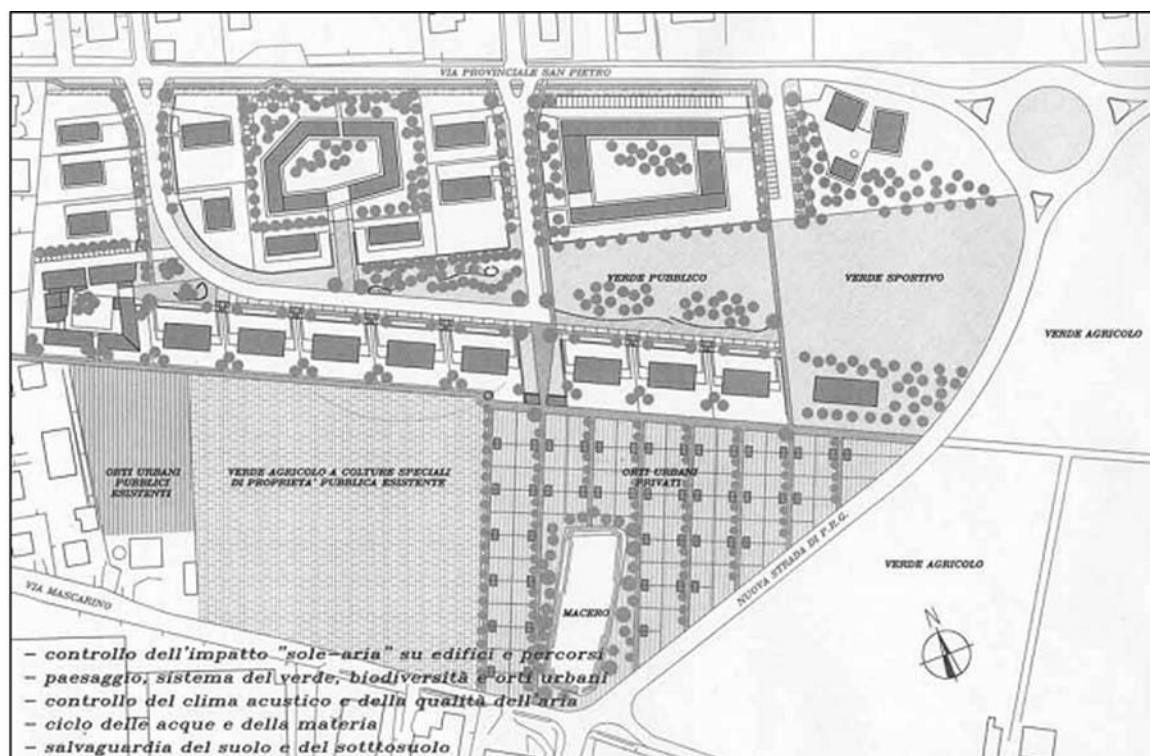 VIA PROVINCIALE SAN PIETRO
VERDE PUBBLICO
VERDE SPORTIVO
VERDE AGRICOLO
ORTI URBANI
PUBBLICI
ESISTENTI
VERDE AGRICOLO A COLTURE SPECIALI
DI PROPRIETA' PUBBLICA ESISTENTE
ORTI URBANI
PRIVATI
VERDE AGRICOLO
NUOVA STRADA DI P.R.G.
VIA MASCARINO
MACERO
N
- controllo dell'impatto "sole-aria" su edifici e percorsi
- paesaggio, sistema del verde, biodiversità e orti urbani
- controllo del clima acustico e della qualità dell'aria
- ciclo delle acque e della materia
- salvaguardia del suolo e del sotttosuolo